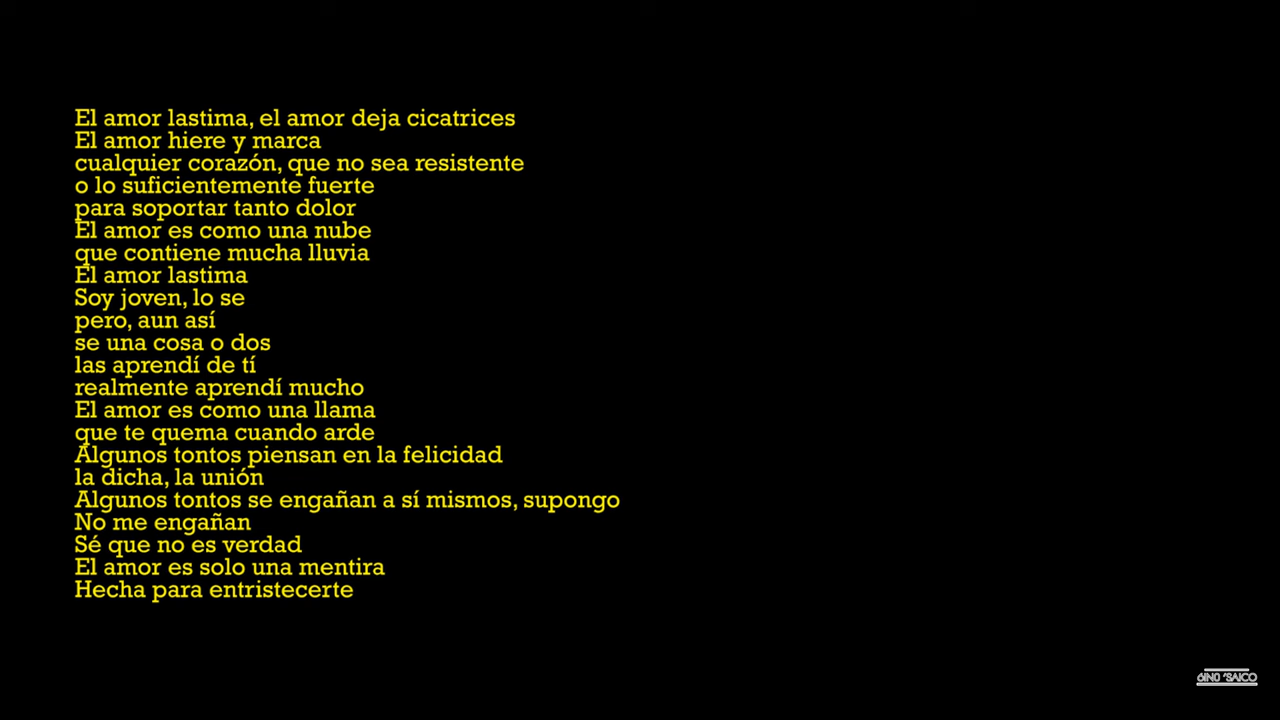 El amor lastima, el amor deja cicatrices
El amor hiere y marca
cualquier corazón, que no sea resistente
o lo suficientemente fuerte
para soportar tanto dolor
El amor es como una nube
que contiene mucha lluvia
El amor lastima
Soy joven, lo se
pero, aun así
se una cosa o dos
las aprendí de tí
realmente aprendí mucho
El amor es como una llama
que te quema cuando arde
Algunos tontos piensan en la felicidad
la dicha, la unión
Algunos tontos se engañan a sí mismos, supongo
No me engañan
Sé que no es verdad
El amor es solo una mentira
Hecha para entristecerte
GINO 'SAICO